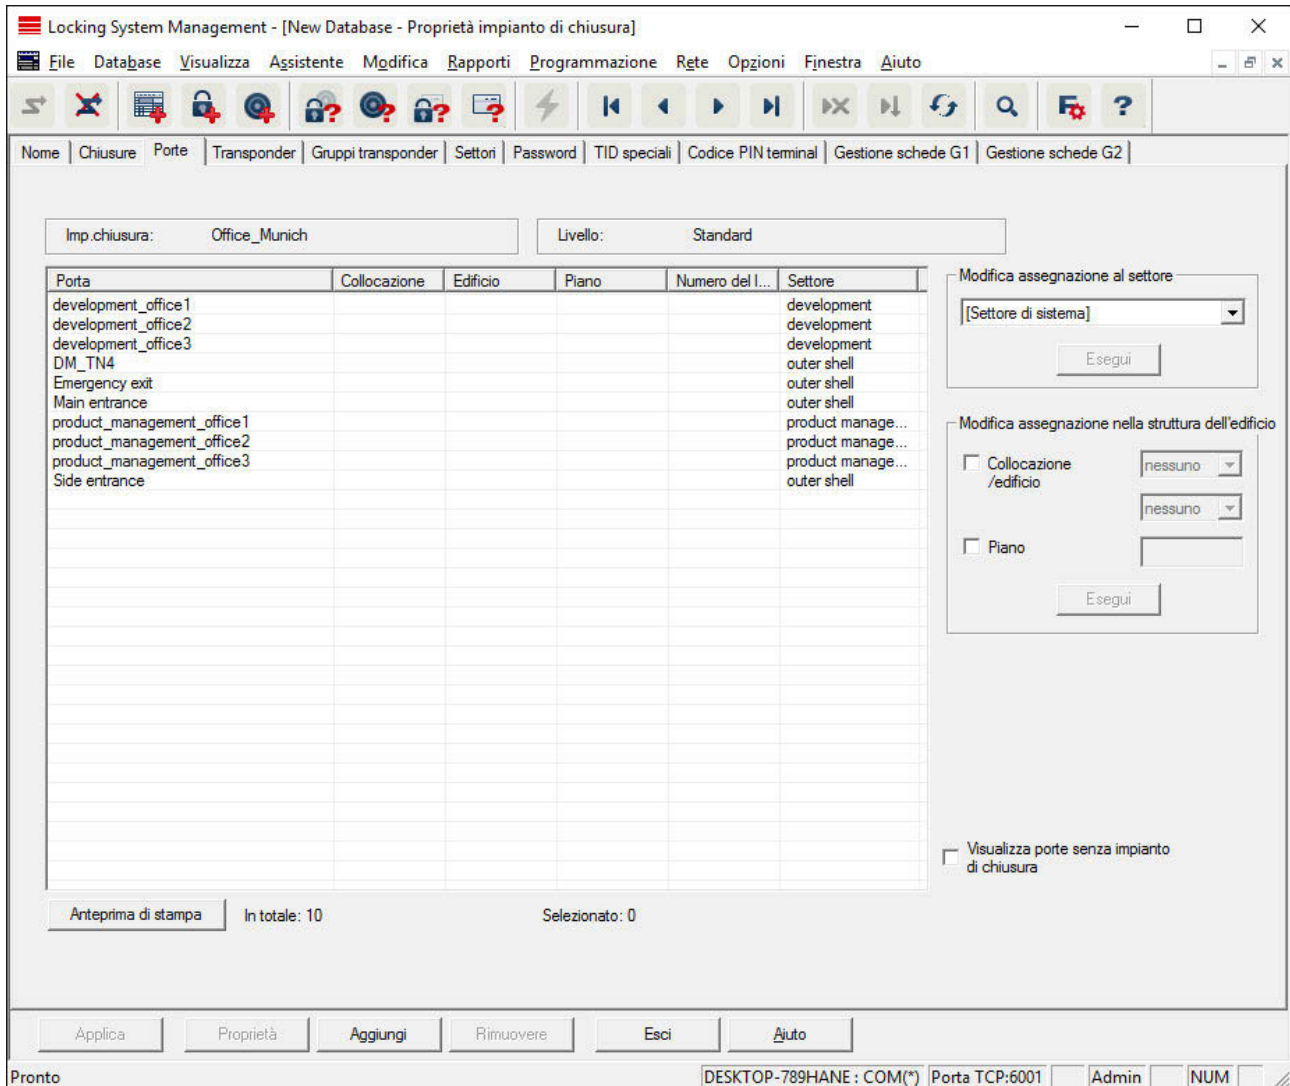 Locking System Management - [New Database - Proprietà impianto di chiusura]
File Database Visualizza Assistente Modifica Rapporti Programmazione Rete Opzioni Finestra Aiuto
Nome Chiusure Porte Transponder Gruppi transponder Settori Password TID speciali Codice PIN terminal Gestione schede G1 Gestione schede G2
Imp.chiusura: Office_Munich Livello: Standard
Porta Collocazione Edificio Piano Numero del l... Settore
development_office1 development
development_office2 development
development_office3 development
DM_TN4 outer shell
Emergency exit outer shell
Main entrance outer shell
product_management_office1 product manage...
product_management_office2 product manage...
product_management_office3 product manage...
Side entrance outer shell
Modifica assegnazione al settore
[Settore di sistema]
Esegui
Modifica assegnazione nella struttura dell'edificio
Collocazione nessuno
/edificio
nessuno
Piano
Esegui
Visualizza porte senza impianto
di chiusura
Anteprima di stampa In totale: 10 Selezionato: 0
Applica Proprietà Aggiungi Rimuovere Esci Aiuto
Pronto DESKTOP-789HANE : COM(*) Porta TCP:6001 Admin NUM